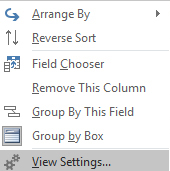 Arrange By
Reverse Sort
Field Chooser
Remove This Column
Group By This Field
Group by Box
View Settings...